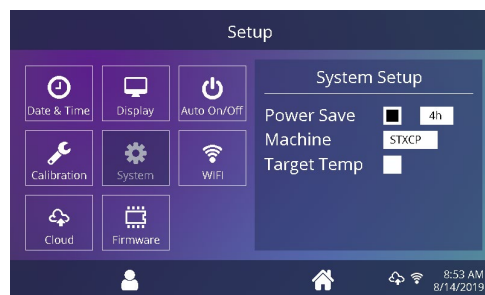 Setup
Date & Time
Display
Auto On/Off
Calibration
System
WIFI
Cloud
Firmware
System Setup
Power Save
4h
Machine
STXCP
Target Temp
8:53 AM
8/14/2019